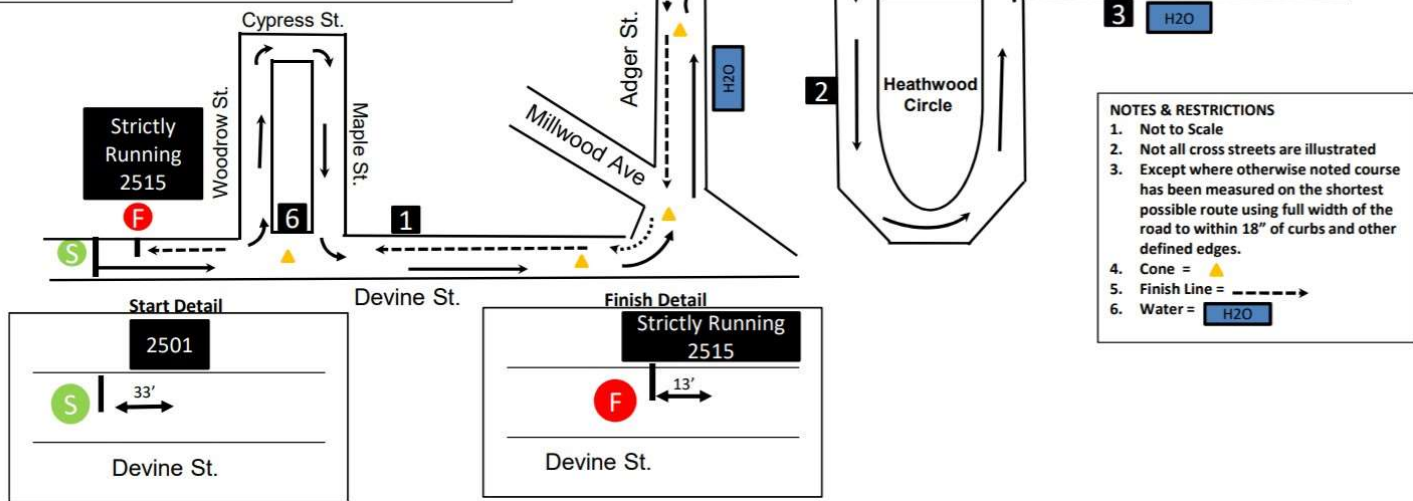 3
H2O
Cypress St.
Adger St.
H2O
Woodrow St.
Maple St.
Millwood Ave
2
Heathwood
Circle
Strictly
Running
2515
F
6
1
S
Devine St.
NOTES & RESTRICTIONS
1. Not to Scale
2. Not all cross streets are illustrated
3. Except where otherwise noted course
has been measured on the shortest
possible route using full width of the
road to within 18" of curbs and other
defined edges.
4. Cone =
5. Finish Line =
6. Water = H2O
Start Detail
2501
S
33'
Devine St.
Finish Detail
Strictly Running
2515
F
13'
Devine St.